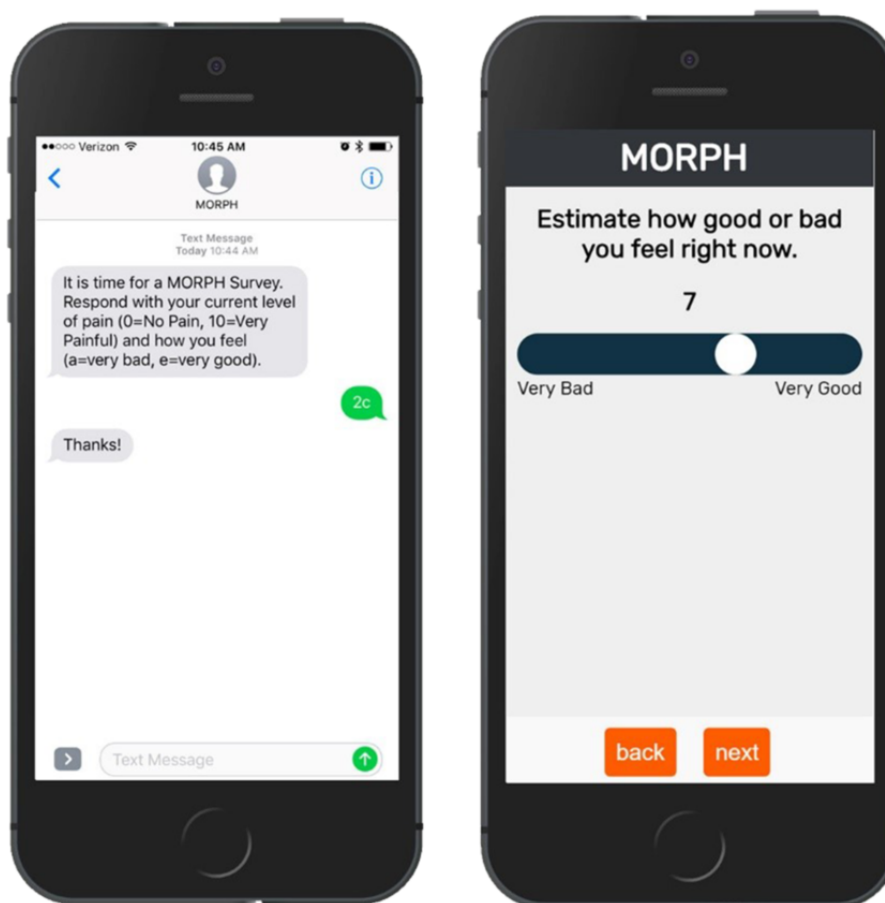 ●●○○○ Verizon 10:45 AM
MORPH
Text Message
Today 10:44 AM
It is time for a MORPH Survey.
Respond with your current level
of pain (0=No Pain, 10=Very
Painful) and how you feel
(a=very bad, e=very good).
2c
Thanks!
Text Message
MORPH
Estimate how good or bad
you feel right now.
7
Very Bad Very Good
back next